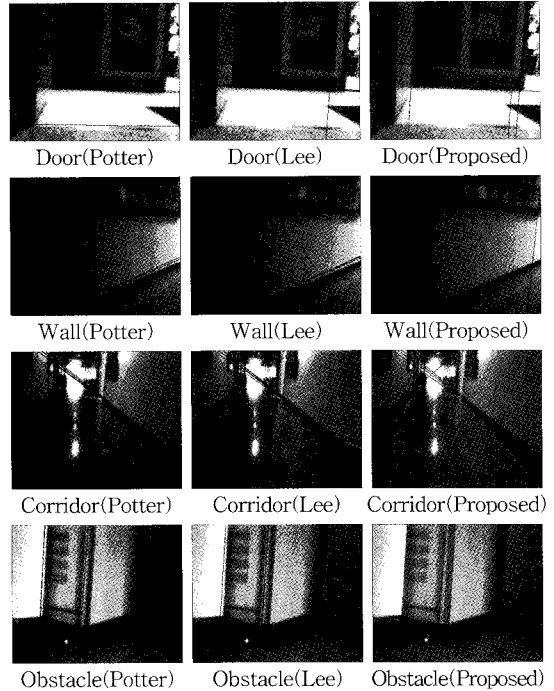 Door(Potter) Door(Lee) Door(Proposed)
Wall(Potter) Wall(Lee) Wall(Proposed)
Corridor(Potter) Corridor(Lee) Corridor(Proposed)
Obstacle(Potter) Obstacle(Lee) Obstacle(Proposed)